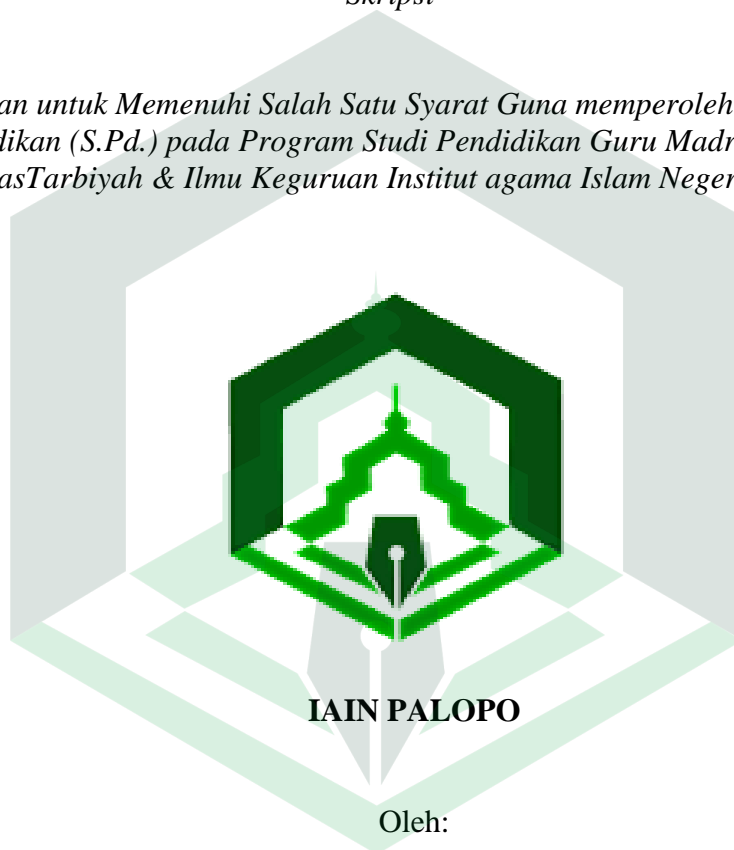 Skripsi
an untuk Memenuhi Salah Satu Syarat Guna memperoleh
dikan (S.Pd.) pada Program Studi Pendidikan Guru Madr
asTarbiyah & Ilmu Keguruan Institut agama Islam Neger
IAIN PALOPO
Oleh: